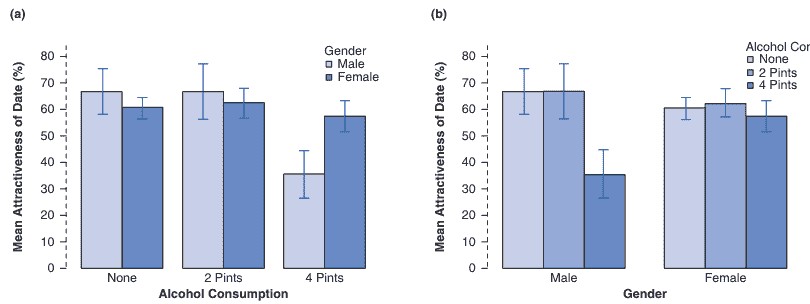 (a)
Mean Attractiveness of Date (%)
80
70
60
50
40
30
20
10
0
Gender
Male
Female
None
2 Pints
4 Pints
Alcohol Consumption
(b)
Mean Attractiveness of Date (%)
80
70
60
50
40
30
20
10
0
Alcohol Cor
None
2 Pints
4 Pints
Male
Female
Gender